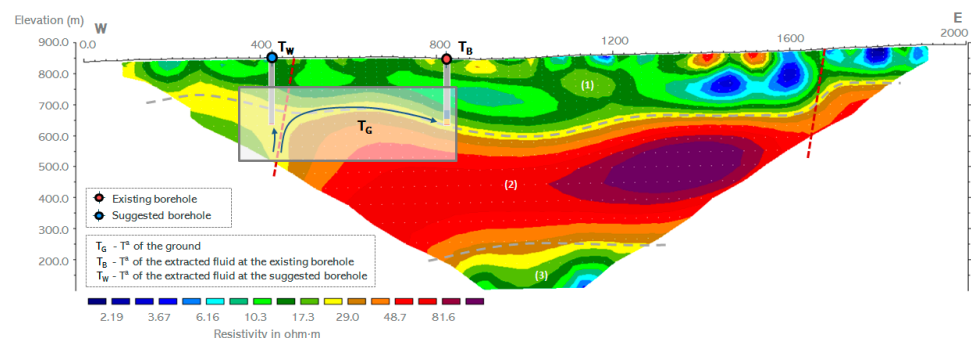 Elevation (m)
W
E
900.0
800.0
700.0
600.0
500.0
400.0
300.0
200.0
0.0
400
800
1200
1600
2000
TW
TB
TG
(1)
(2)
(3)
Existing borehole
Suggested borehole
TG - Tª of the ground
TB - Tª of the extracted fluid at the existing borehole
TW - Tª of the extracted fluid at the suggested borehole
2.19 3.67 6.16 10.3 17.3 29.0 48.7 81.6
Resistivity in ohm-m